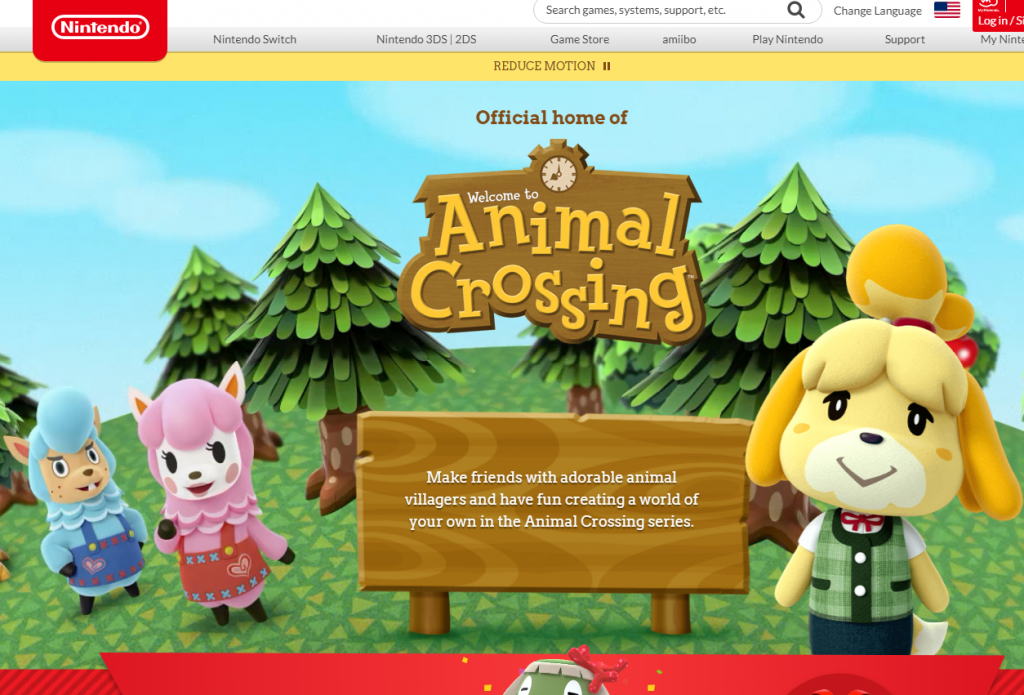 Nintendo
Search games, systems, support, etc.
Change Language
Log in / Si
Nintendo Switch
Nintendo 3DS | 2DS
Game Store
amiibo
Play Nintendo
Support
My Ninte
REDUCE MOTION
Official home of
Welcome to
Animal
Crossing
Make friends with adorable animal
villagers and have fun creating a world of
your own in the Animal Crossing series.